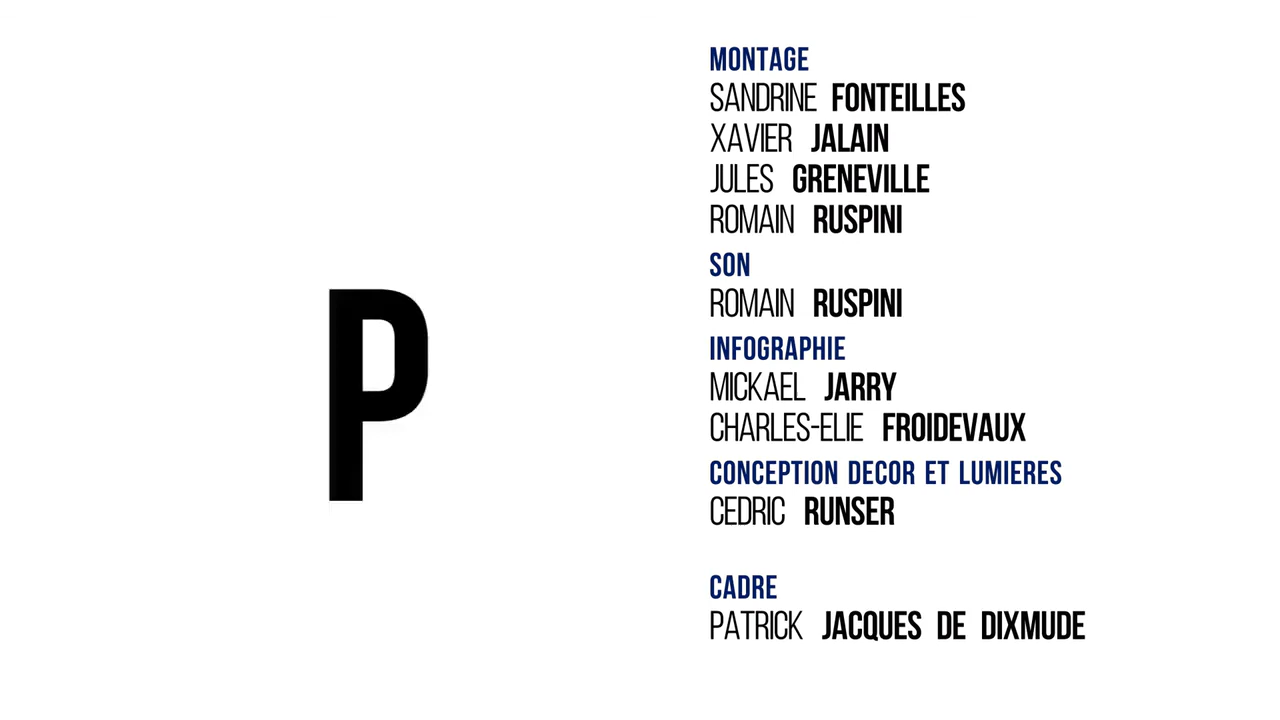 P
MONTAGE
SANDRINE FONTEILLES
XAVIER JALAIN
JULES GRENEVILLE
ROMAIN RUSPINI
SON
ROMAIN RUSPINI
INFOGRAPHIE
MICKAEL JARRY
CHARLES-ELIE FROIDEVAUX
CONCEPTION DECOR ET LUMIERES
CEDRIC RUNSER
CADRE
PATRICK JACQUES DE DIXMUDE